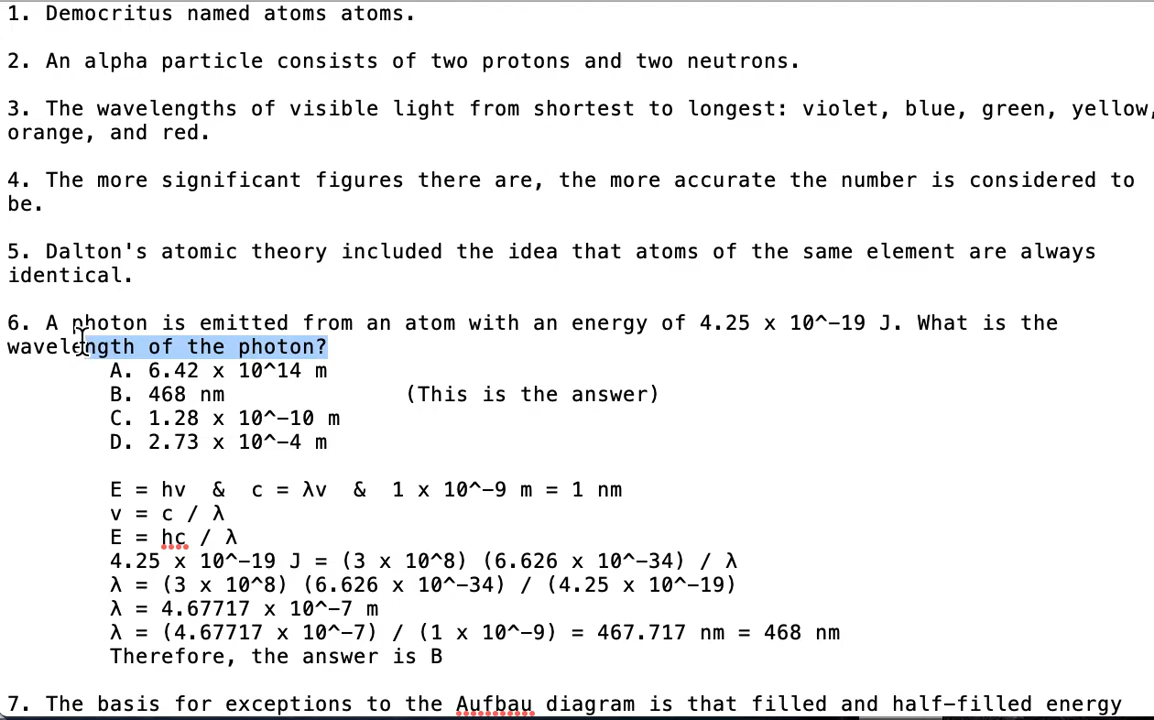 1. Democritus named atoms atoms.
2. An alpha particle consists of two protons and two neutrons.
3. The wavelengths of visible light from shortest to longest: violet, blue, green, yellow,
orange, and red.
4. The more significant figures there are, the more accurate the number is considered to
be.
5. Dalton's atomic theory included the idea that atoms of the same element are always
identical.
6. A photon is emitted from an atom with an energy of 4.25 x 10^-19 J. What is the
wavelength of the photon?
A. 6.42 x 10^14 m
B. 468 nm (This is the answer)
C. 1.28 x 10^-10 m
D. 2.73 x 10^-4 m
E = hv & c = λv & 1 x 10^-9 m = 1 nm
v = c / λ
E = hc / λ
4.25 x 10^-19 J = (3 x 10^8) (6.626 x 10^-34) / λ
λ = (3 x 10^8) (6.626 x 10^-34) / (4.25 x 10^-19)
λ = 4.67717 x 10^-7 m
λ = (4.67717 x 10^-7) / (1 x 10^-9) = 467.717 nm = 468 nm
Therefore, the answer is B
7. The basis for exceptions to the Aufbau diagram is that filled and half-filled energy